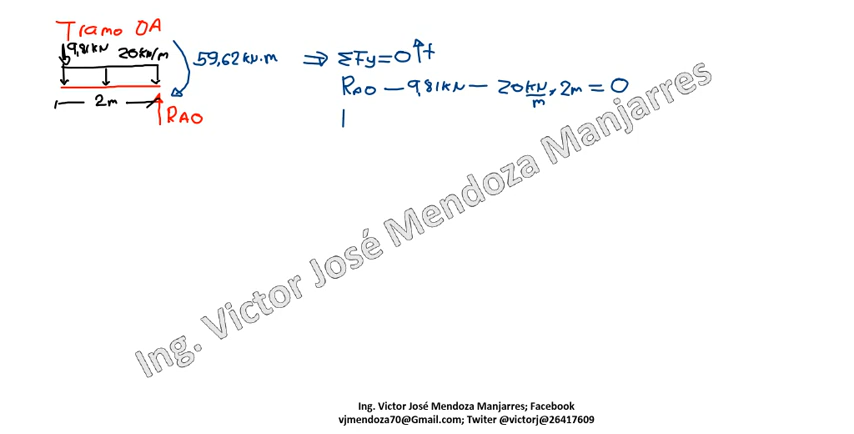 Tramo OA
9,81KN 20KN/m
59,62KN.m
⇒ ΣFy=0↑+
RAO − 9,81KN − 20KN/m . 2m = 0
2m
RAO
Ing. Victor José Mendoza Manjarres
Ing. Victor José Mendoza Manjarres; Facebook
vjmendoza70@Gmail.com; Twiter @victorj@26417609